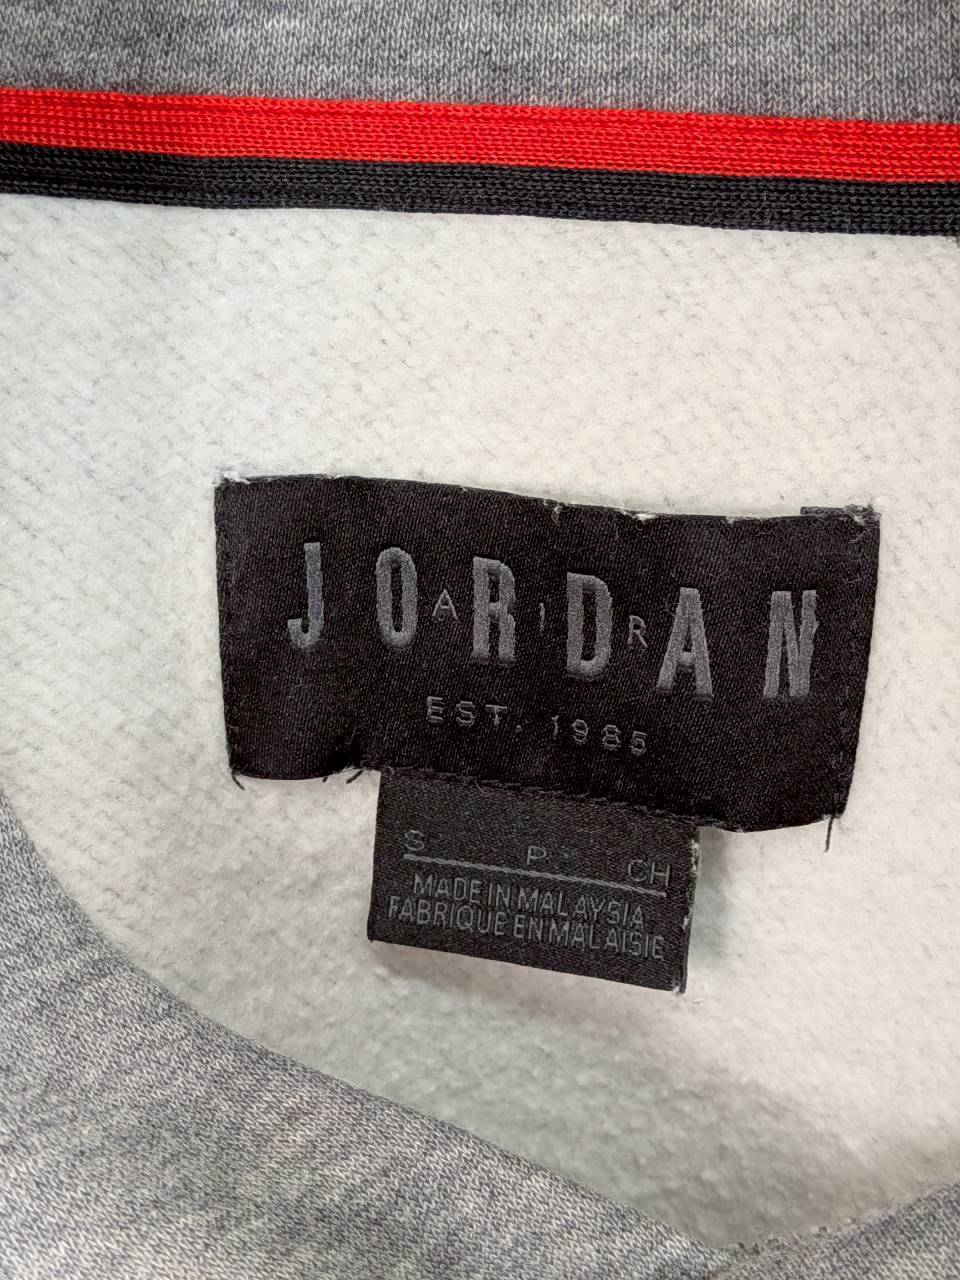 JORDAN
AIR
EST. 1985
S P CH
MADE IN MALAYSIA
FABRIQUE EN MALAISIE